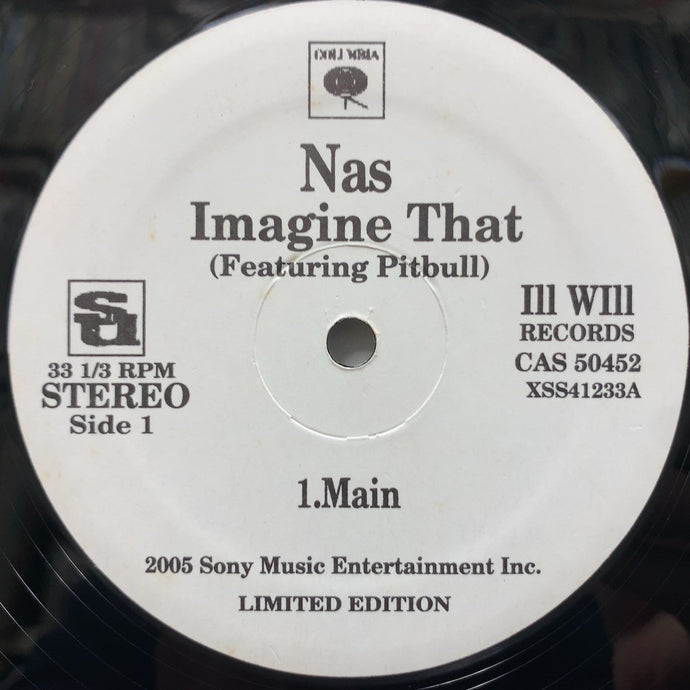 COLUMBIA
Nas
Imagine That
(Featuring Pitbull)
Su
33 1/3 RPM
STEREO
Side 1
Ill WIll
RECORDS
CAS 50452
XSS41233A
1.Main
2005 Sony Music Entertainment Inc.
LIMITED EDITION